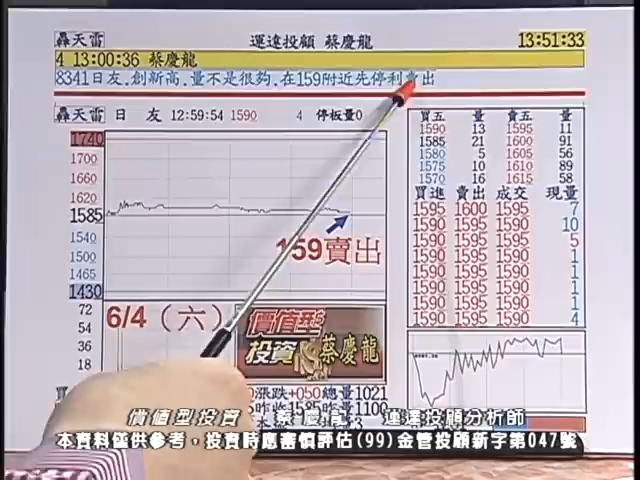 轟天雷 運達投顧 蔡慶龍 13:51:33
4 13:00:36 蔡慶龍
8341日友.創新高.量不是很夠.在159附近先停利賣出
轟天雷 日 友 12:59:54 1590 4 停板量0
1740
1700
1660
1620
1585
1540
1500
1465
1430
72
54
36
18
159賣出
6/4（六）
價值型
投資
蔡慶龍
買五 量 賣五 量
1590 13 1595 11
1585 21 1600 91
1580 5 1605 56
1575 10 1610 89
1570 16 1615 58
買進 賣出 成交 現量
1595 1600 1595 7
1590 1595 1595 10
1590 1595 1590 5
1590 1595 1590 1
1590 1595 1590 1
1590 1595 1590 1
1590 1595 1590 1
1590 1595 1590 4
漲跌+050總量1021
價值型投資 蔡慶龍 運達投顧分析師
本資料僅供參考，投資時應審慎評估(99)金管投顧新字第047號